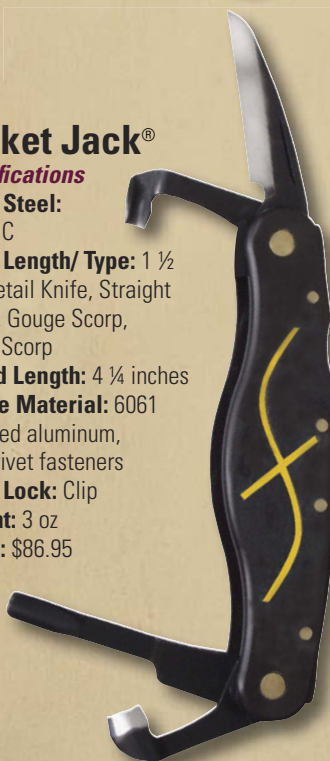 ket Jack®
fications
Steel:
C
Length/ Type: 1 ½
etail Knife, Straight
Gouge Scorp,
Scorp
d Length: 4 ¼ inches
e Material: 6061
ed aluminum,
ivet fasteners
Lock: Clip
t: 3 oz
: $86.95